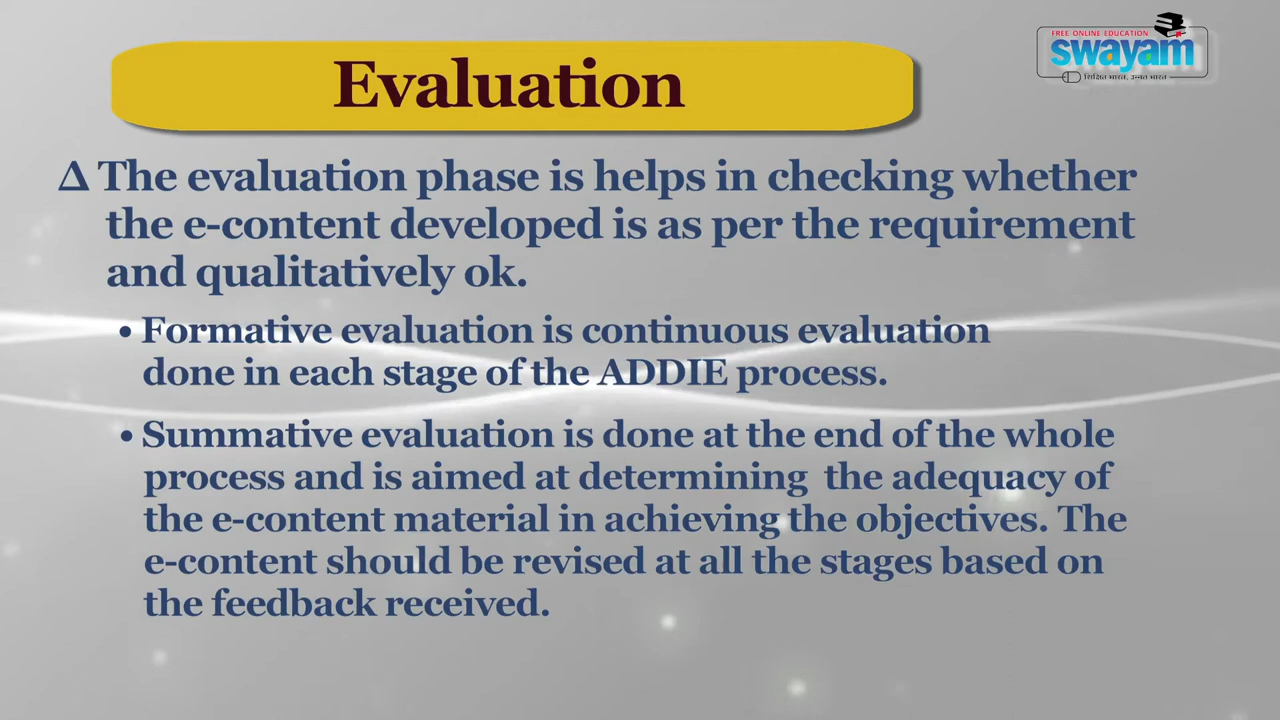 FREE ONLINE EDUCATION
swayam
शिक्षित भारत, उन्नत भारत
Evaluation
Δ The evaluation phase is helps in checking whether
the e-content developed is as per the requirement
and qualitatively ok.
• Formative evaluation is continuous evaluation
done in each stage of the ADDIE process.
• Summative evaluation is done at the end of the whole
process and is aimed at determining the adequacy of
the e-content material in achieving the objectives. The
e-content should be revised at all the stages based on
the feedback received.